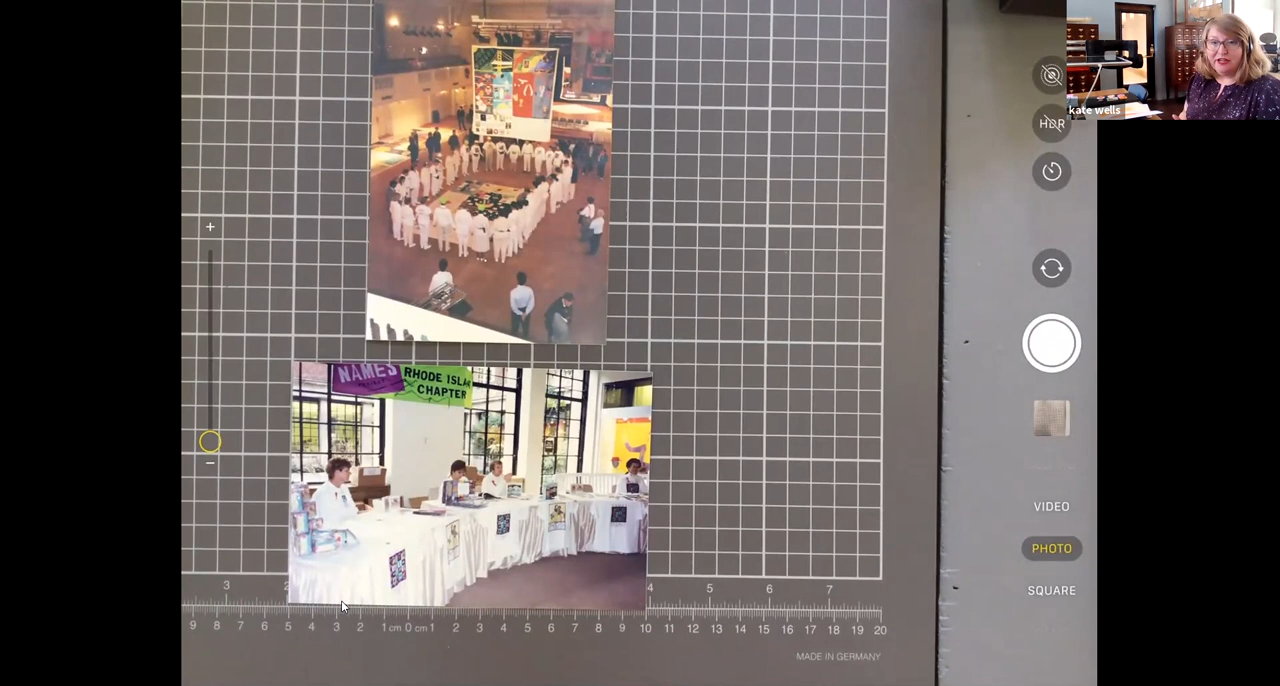 kate wells
HDR
NAMES
RHODE ISLA
CHAPTER
VIDEO
PHOTO
SQUARE
3 4 5 6 7
9 8 7 6 5 4 3 2 1 cm 0 cm 1 2 3 4 5 6 7 8 9 10 11 12 13 14 15 16 17 18 19 20
MADE IN GERMANY